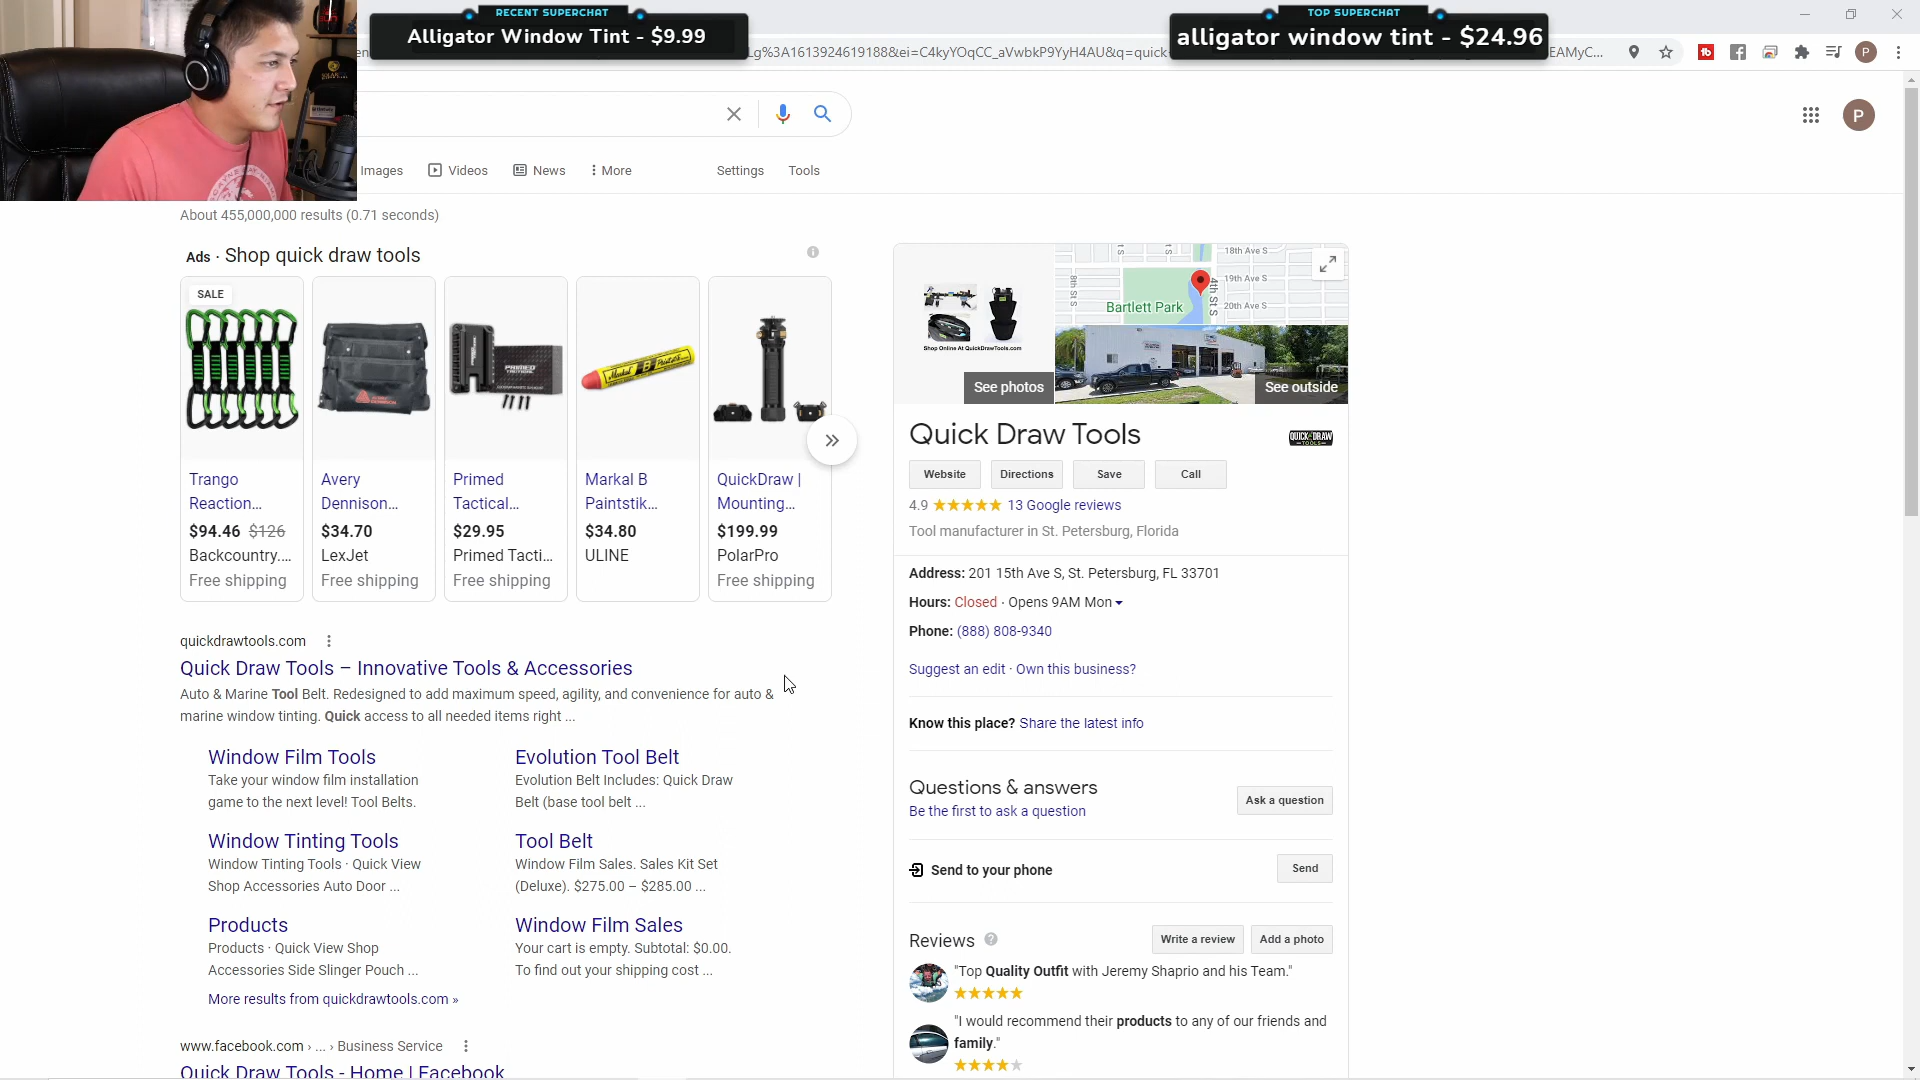 RECENT SUPERCHAT
Alligator Window Tint - $9.99
TOP SUPERCHAT
alligator window tint - $24.96
Lg%3A1613924619188&ei=C4kyYOqCC_aVwbkP9YyH4AU&q=quick
EAMyC...
P
P
Images
Videos
News
More
Settings
Tools
About 455,000,000 results (0.71 seconds)
Ads · Shop quick draw tools
SALE
Trango
Reaction...
$94.46 $126
Backcountry....
Free shipping
Avery
Dennison...
$34.70
LexJet
Free shipping
Primed
Tactical...
$29.95
Primed Tacti...
Free shipping
Markal B
Paintstik...
$34.80
ULINE
QuickDraw |
Mounting...
$199.99
PolarPro
Free shipping
quickdrawtools.com
Quick Draw Tools – Innovative Tools & Accessories
Auto & Marine Tool Belt. Redesigned to add maximum speed, agility, and convenience for auto &
marine window tinting. Quick access to all needed items right ...
Window Film Tools
Take your window film installation
game to the next level! Tool Belts.
Evolution Tool Belt
Evolution Belt Includes: Quick Draw
Belt (base tool belt ...
Window Tinting Tools
Window Tinting Tools · Quick View
Shop Accessories Auto Door ...
Tool Belt
Window Film Sales. Sales Kit Set
(Deluxe). $275.00 – $285.00 ...
Products
Products · Quick View Shop
Accessories Side Slinger Pouch ...
Window Film Sales
Your cart is empty. Subtotal: $0.00.
To find out your shipping cost ...
More results from quickdrawtools.com »
www.facebook.com › ... › Business Service
Quick Draw Tools - Home | Facebook
Shop Online At QuickDrawTools.com
See photos
18th Ave S
19th Ave S
20th Ave S
8th St S
4th St S
Bartlett Park
See outside
Quick Draw Tools
QUICK DRAW
TOOLS
Website
Directions
Save
Call
4.9 ★★★★★ 13 Google reviews
Tool manufacturer in St. Petersburg, Florida
Address: 201 15th Ave S, St. Petersburg, FL 33701
Hours: Closed · Opens 9AM Mon
Phone: (888) 808-9340
Suggest an edit · Own this business?
Know this place? Share the latest info
Questions & answers
Be the first to ask a question
Ask a question
Send to your phone
Send
Reviews
Write a review
Add a photo
"Top Quality Outfit with Jeremy Shaprio and his Team."
"I would recommend their products to any of our friends and
family."